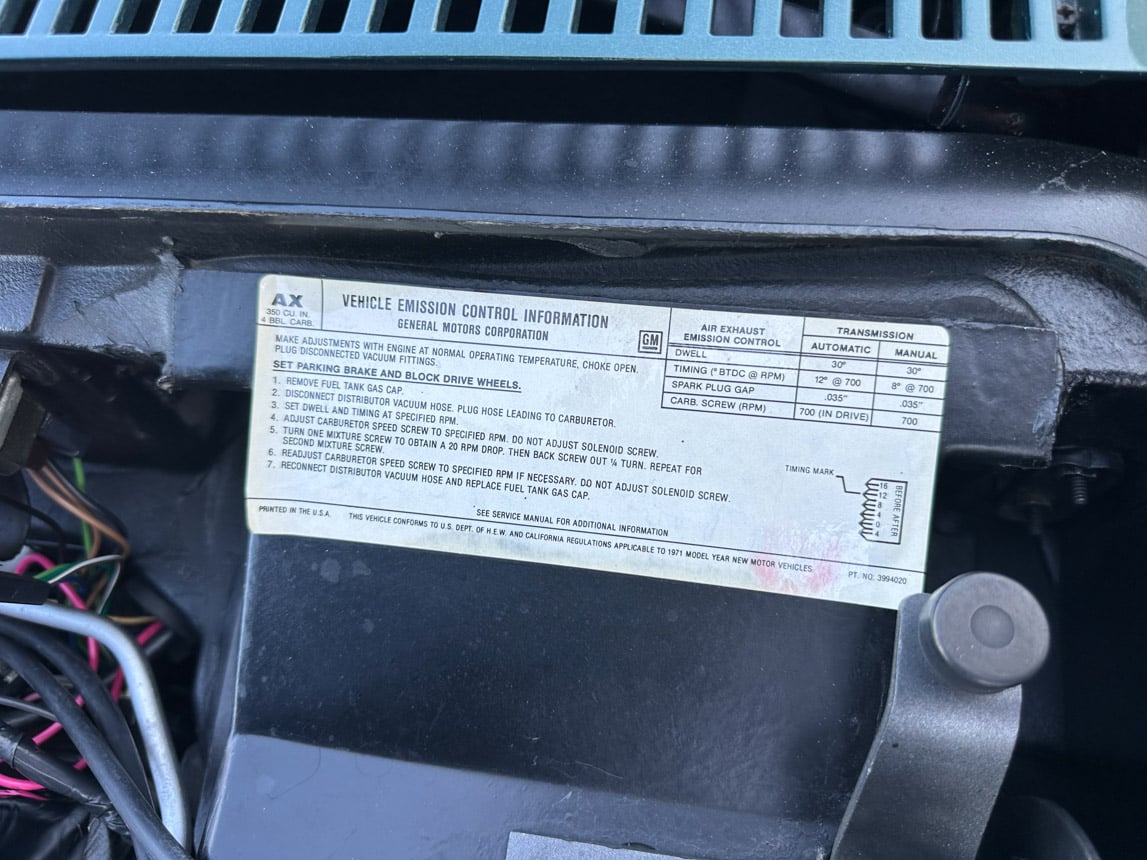 AX
350 CU. IN.
4 BBL. CARB.
VEHICLE EMISSION CONTROL INFORMATION
GENERAL MOTORS CORPORATION
GM
MAKE ADJUSTMENTS WITH ENGINE AT NORMAL OPERATING TEMPERATURE, CHOKE OPEN.
PLUG DISCONNECTED VACUUM FITTINGS.
SET PARKING BRAKE AND BLOCK DRIVE WHEELS.
1. REMOVE FUEL TANK GAS CAP.
2. DISCONNECT DISTRIBUTOR VACUUM HOSE. PLUG HOSE LEADING TO CARBURETOR.
3. SET DWELL AND TIMING AT SPECIFIED RPM.
4. ADJUST CARBURETOR SPEED SCREW TO SPECIFIED RPM. DO NOT ADJUST SOLENOID SCREW.
5. TURN ONE MIXTURE SCREW TO OBTAIN A 20 RPM DROP. THEN BACK SCREW OUT ¼ TURN. REPEAT FOR
SECOND MIXTURE SCREW.
6. READJUST CARBURETOR SPEED SCREW TO SPECIFIED RPM IF NECESSARY. DO NOT ADJUST SOLENOID SCREW.
7. RECONNECT DISTRIBUTOR VACUUM HOSE AND REPLACE FUEL TANK GAS CAP.
AIR EXHAUST EMISSION CONTROL TRANSMISSION
AUTOMATIC MANUAL
DWELL 30° 30°
TIMING (° BTDC @ RPM) 12° @ 700 8° @ 700
SPARK PLUG GAP .035" .035"
CARB. SCREW (RPM) 700 (IN DRIVE) 700
TIMING MARK
16
12
8
4
0
4
BEFORE AFTER
SEE SERVICE MANUAL FOR ADDITIONAL INFORMATION
PRINTED IN THE U.S.A. THIS VEHICLE CONFORMS TO U.S. DEPT. OF H.E.W. AND CALIFORNIA REGULATIONS APPLICABLE TO 1971 MODEL YEAR NEW MOTOR VEHICLES. PT. NO. 3994020